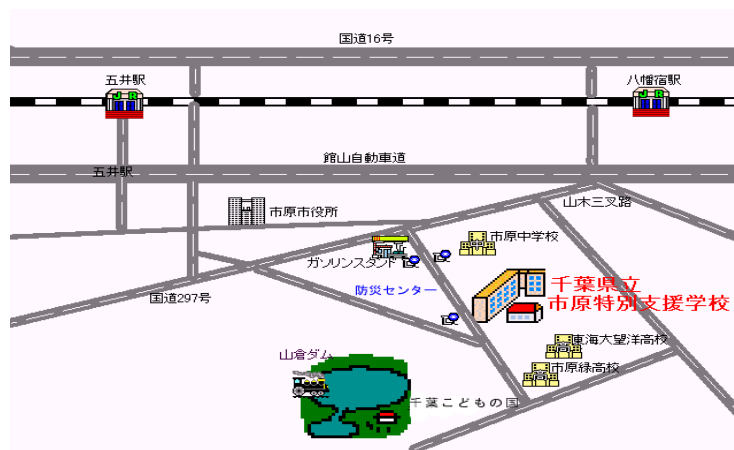 国道16号
五井駅
八幡宿駅
館山自動車道
五井駅
山木三叉路
市原市役所
市原中学校
ガソリンスタンド
千葉県立
市原特別支援学校
防災センター
国道297号
東海大望洋高校
山倉ダム
市原緑高校
千葉こどもの国